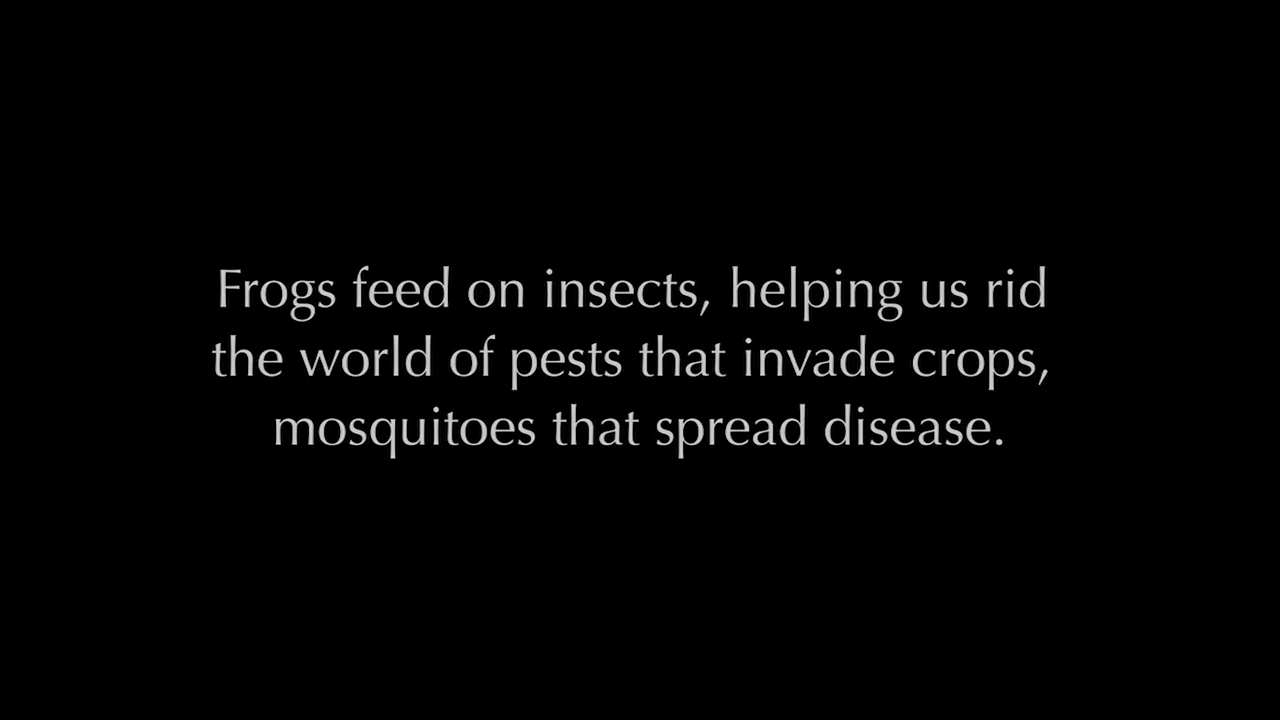 Frogs feed on insects, helping us rid
the world of pests that invade crops,
mosquitoes that spread disease.